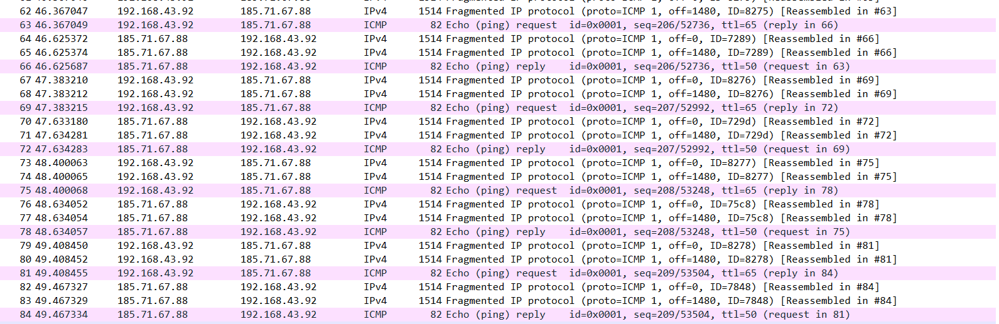 62 46.367047 192.168.43.92 185.71.67.88 IPv4 1514 Fragmented IP protocol (proto=ICMP 1, off=1480, ID=8275) [Reassembled in #63]
63 46.367049 192.168.43.92 185.71.67.88 ICMP 82 Echo (ping) request id=0x0001, seq=206/52736, ttl=65 (reply in 66)
64 46.625372 185.71.67.88 192.168.43.92 IPv4 1514 Fragmented IP protocol (proto=ICMP 1, off=0, ID=7289) [Reassembled in #66]
65 46.625374 185.71.67.88 192.168.43.92 IPv4 1514 Fragmented IP protocol (proto=ICMP 1, off=1480, ID=7289) [Reassembled in #66]
66 46.625687 185.71.67.88 192.168.43.92 ICMP 82 Echo (ping) reply id=0x0001, seq=206/52736, ttl=50 (request in 63)
67 47.383210 192.168.43.92 185.71.67.88 IPv4 1514 Fragmented IP protocol (proto=ICMP 1, off=0, ID=8276) [Reassembled in #69]
68 47.383212 192.168.43.92 185.71.67.88 IPv4 1514 Fragmented IP protocol (proto=ICMP 1, off=1480, ID=8276) [Reassembled in #69]
69 47.383215 192.168.43.92 185.71.67.88 ICMP 82 Echo (ping) request id=0x0001, seq=207/52992, ttl=65 (reply in 72)
70 47.633180 185.71.67.88 192.168.43.92 IPv4 1514 Fragmented IP protocol (proto=ICMP 1, off=0, ID=729d) [Reassembled in #72]
71 47.634281 185.71.67.88 192.168.43.92 IPv4 1514 Fragmented IP protocol (proto=ICMP 1, off=1480, ID=729d) [Reassembled in #72]
72 47.634283 185.71.67.88 192.168.43.92 ICMP 82 Echo (ping) reply id=0x0001, seq=207/52992, ttl=50 (request in 69)
73 48.400063 192.168.43.92 185.71.67.88 IPv4 1514 Fragmented IP protocol (proto=ICMP 1, off=0, ID=8277) [Reassembled in #75]
74 48.400065 192.168.43.92 185.71.67.88 IPv4 1514 Fragmented IP protocol (proto=ICMP 1, off=1480, ID=8277) [Reassembled in #75]
75 48.400068 192.168.43.92 185.71.67.88 ICMP 82 Echo (ping) request id=0x0001, seq=208/53248, ttl=65 (reply in 78)
76 48.634052 185.71.67.88 192.168.43.92 IPv4 1514 Fragmented IP protocol (proto=ICMP 1, off=0, ID=75c8) [Reassembled in #78]
77 48.634054 185.71.67.88 192.168.43.92 IPv4 1514 Fragmented IP protocol (proto=ICMP 1, off=1480, ID=75c8) [Reassembled in #78]
78 48.634057 185.71.67.88 192.168.43.92 ICMP 82 Echo (ping) reply id=0x0001, seq=208/53248, ttl=50 (request in 75)
79 49.408450 192.168.43.92 185.71.67.88 IPv4 1514 Fragmented IP protocol (proto=ICMP 1, off=0, ID=8278) [Reassembled in #81]
80 49.408452 192.168.43.92 185.71.67.88 IPv4 1514 Fragmented IP protocol (proto=ICMP 1, off=1480, ID=8278) [Reassembled in #81]
81 49.408455 192.168.43.92 185.71.67.88 ICMP 82 Echo (ping) request id=0x0001, seq=209/53504, ttl=65 (reply in 84)
82 49.467327 185.71.67.88 192.168.43.92 IPv4 1514 Fragmented IP protocol (proto=ICMP 1, off=0, ID=7848) [Reassembled in #84]
83 49.467329 185.71.67.88 192.168.43.92 IPv4 1514 Fragmented IP protocol (proto=ICMP 1, off=1480, ID=7848) [Reassembled in #84]
84 49.467334 185.71.67.88 192.168.43.92 ICMP 82 Echo (ping) reply id=0x0001, seq=209/53504, ttl=50 (request in 81)